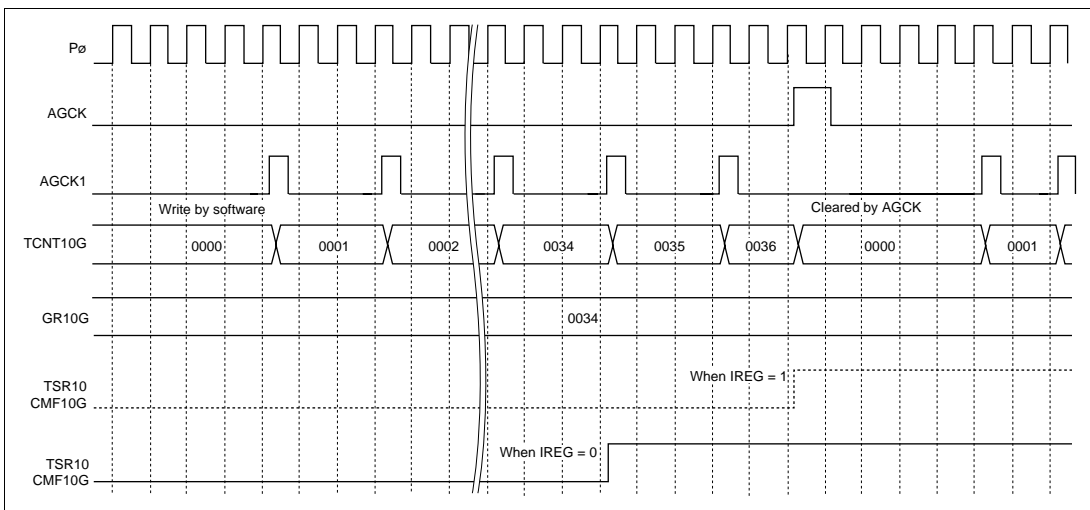 Pø
AGCK
AGCK1
Write by software
Cleared by AGCK
TCNT10G
0000
0001
0002
0034
0035
0036
0000
0001
GR10G
0034
TSR10
CMF10G
When IREG = 1
TSR10
CMF10G
When IREG = 0